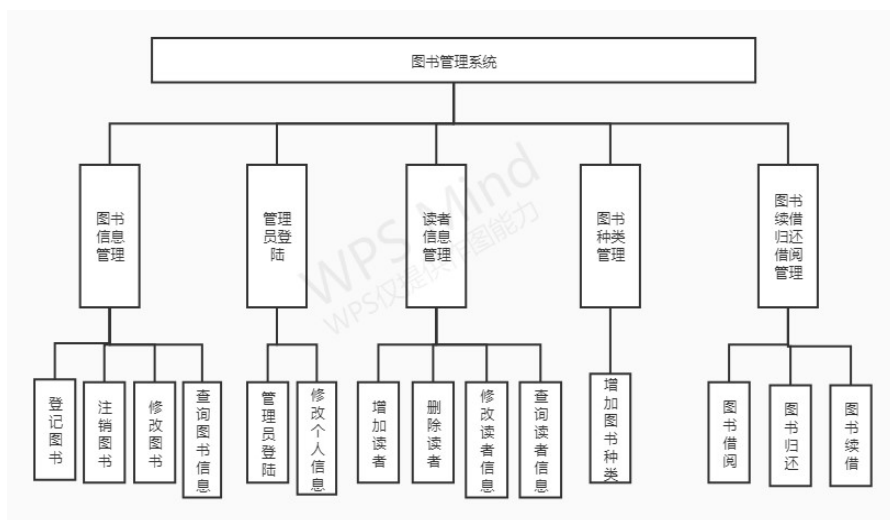 图书管理系统
图书
信息
管理
管理
员登
陆
读者
信息
管理
图书
种类
管理
图书
续借
归还
借阅
管理
登记图书
注销图书
修改图书
查询图书信息
管理员登陆
修改个人信息
增加读者
删除读者
修改读者信息
查询读者信息
增加图书种类
图书借阅
图书归还
图书续借
WPS Mind
WPS仅提供作图能力